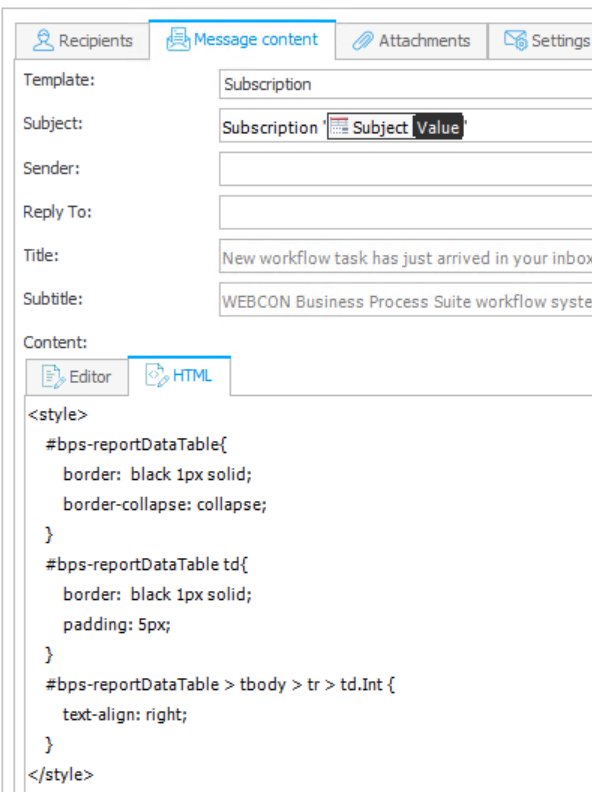 Recipients Message content Attachments Settings
Template: Subscription
Subject: Subscription ' Subject Value '
Sender:
Reply To:
Title: New workflow task has just arrived in your inbox
Subtitle: WEBCON Business Process Suite workflow syste
Content:
Editor HTML
<style>
#bps-reportDataTable{
border: black 1px solid;
border-collapse: collapse;
}
#bps-reportDataTable td{
border: black 1px solid;
padding: 5px;
}
#bps-reportDataTable > tbody > tr > td.Int {
text-align: right;
}
</style>